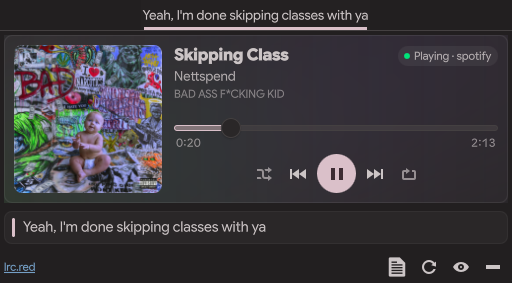 Yeah, I'm done skipping classes with ya
Skipping Class
Playing · spotify
Nettspend
BAD ASS F*CKING KID
BAD
I
0:20
2:13
Yeah, I'm done skipping classes with ya
lrc.red